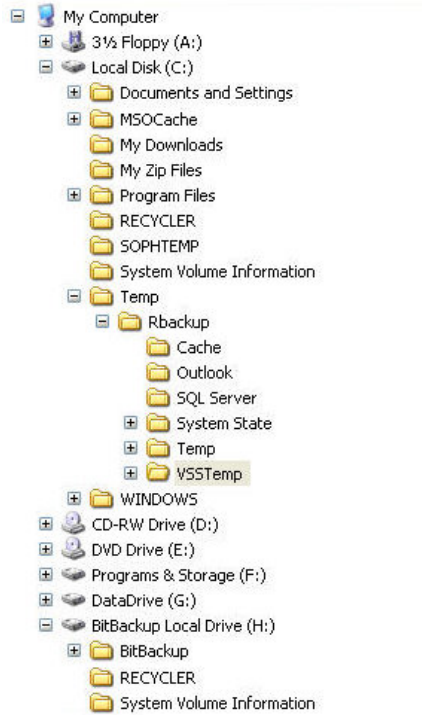 My Computer
3½ Floppy (A:)
Local Disk (C:)
Documents and Settings
MSOCache
My Downloads
My Zip Files
Program Files
RECYCLER
SOPHTEMP
System Volume Information
Temp
Rbackup
Cache
Outlook
SQL Server
System State
Temp
VSSTemp
WINDOWS
CD-RW Drive (D:)
DVD Drive (E:)
Programs & Storage (F:)
DataDrive (G:)
BitBackup Local Drive (H:)
BitBackup
RECYCLER
System Volume Information